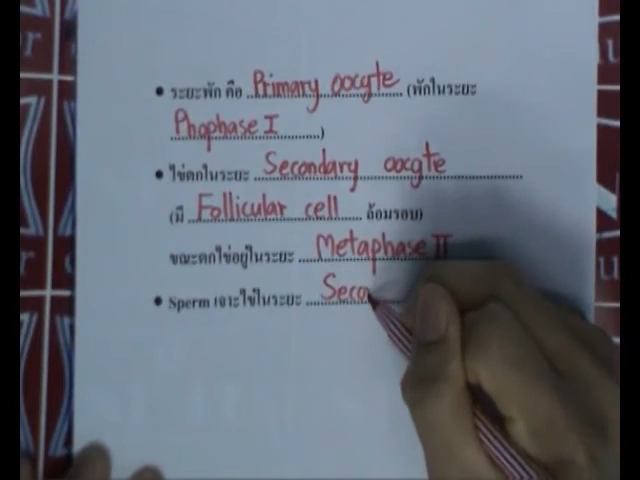 • ระยะพัก คือ Primary oocyte (พักในระยะ
Phophase I)
• ไข่ตกในระยะ Secondary oocyte
(มี Follicular cell ล้อมรอบ)
ขณะตกไข่อยู่ในระยะ Metaphase II
• Sperm เจาะไข่ในระยะ Seco